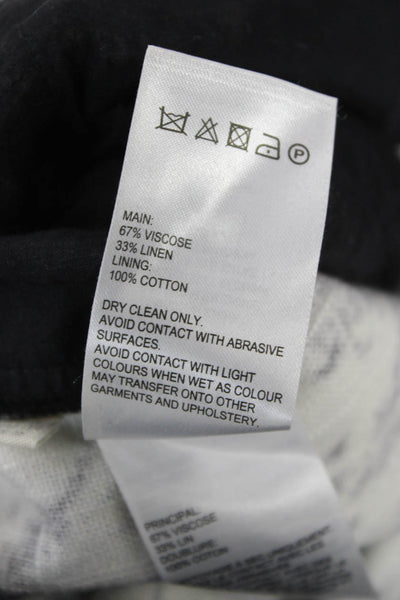 P
MAIN:
67% VISCOSE
33% LINEN
LINING:
100% COTTON
DRY CLEAN ONLY.
AVOID CONTACT WITH ABRASIVE
SURFACES.
AVOID CONTACT WITH LIGHT
COLOURS WHEN WET AS COLOUR
MAY TRANSFER ONTO OTHER
GARMENTS AND UPHOLSTERY.
PRINCIPAL:
67% VISCOSE
33% LIN
DOUBLURE:
100% COTON
UNIQUEMENT